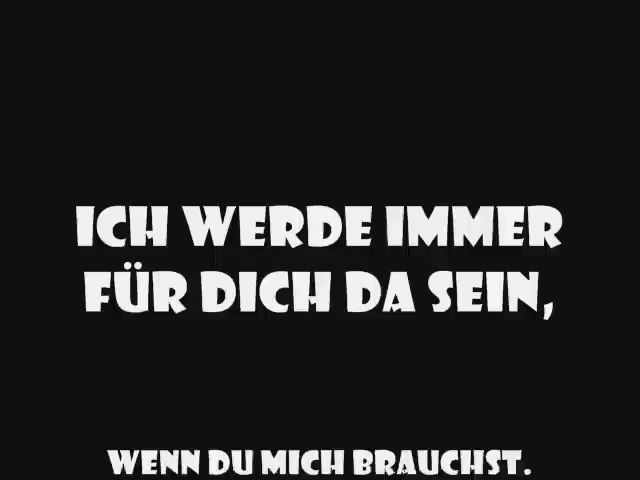 ICH WERDE IMMER
FÜR DICH DA SEIN,
WENN DU MICH BRAUCHST.